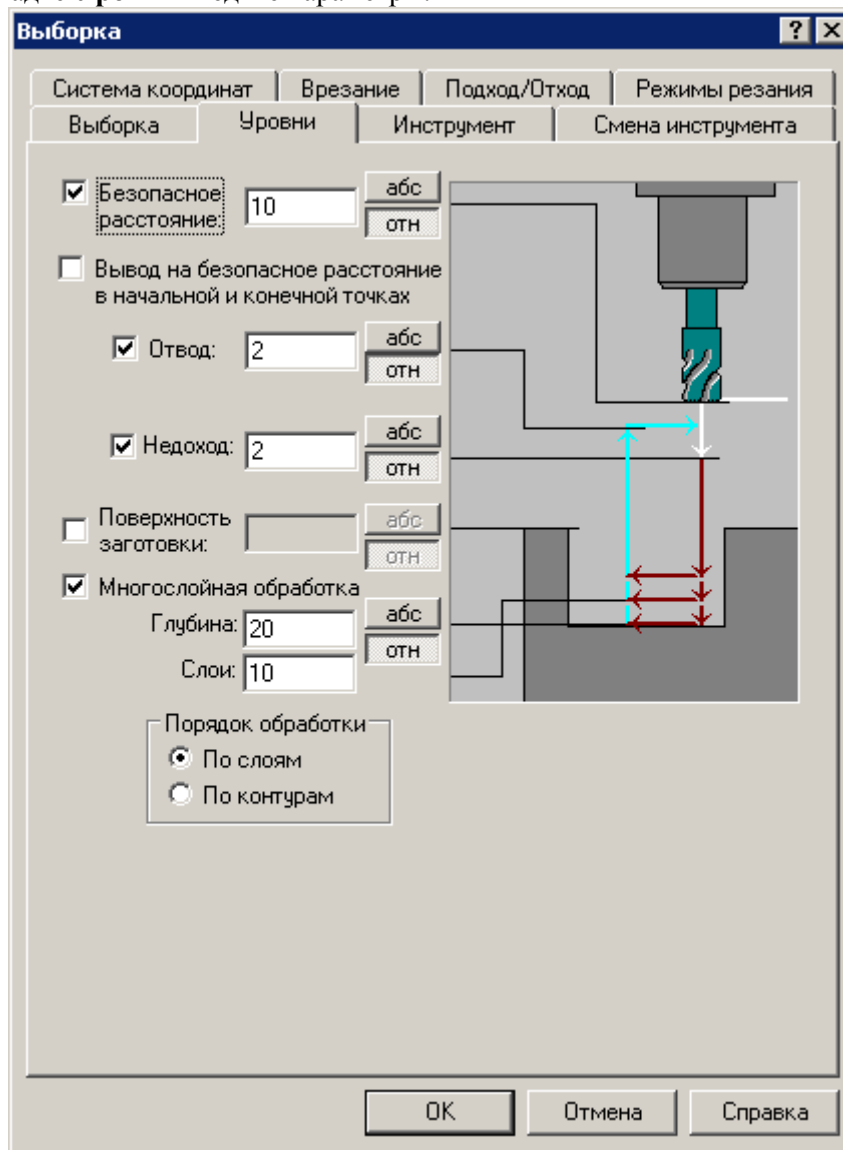 Выборка
Система координат Врезание Подход/Отход Режимы резания
Выборка Уровни Инструмент Смена инструмента
Безопасное расстояние: 10 абс отн
Вывод на безопасное расстояние
в начальной и конечной точках
Отвод: 2 абс отн
Недоход: 2 абс отн
Поверхность заготовки: абс отн
Многослойная обработка
Глубина: 20 абс отн
Слои: 10
Порядок обработки
По слоям
По контурам
OK Отмена Справка